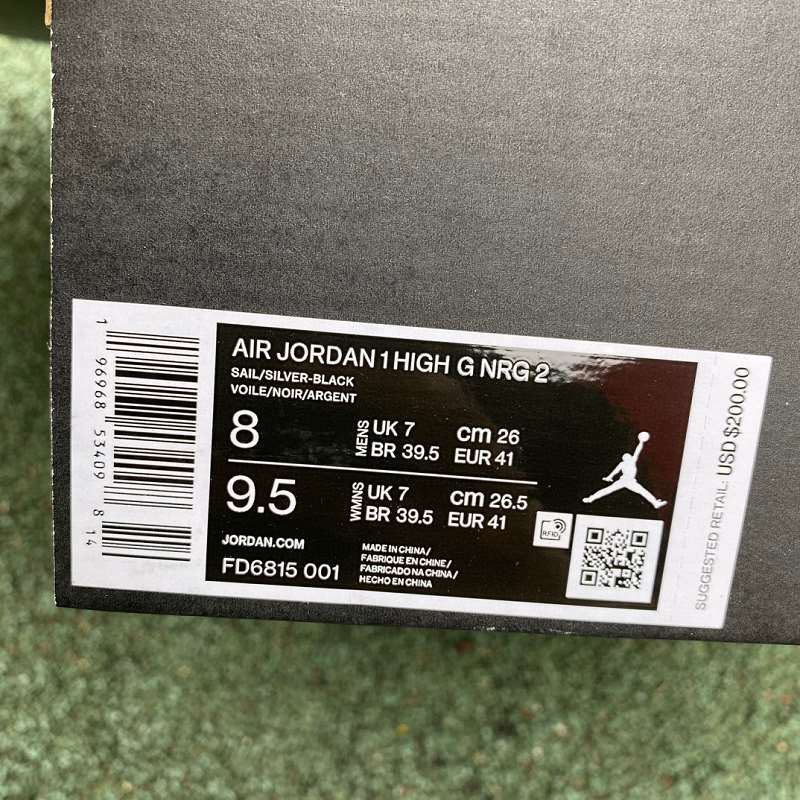 1 96968 53409 8 14
AIR JORDAN 1 HIGH G NRG 2
SAIL/SILVER-BLACK
VOILE/NOIR/ARGENT
8 MENS UK 7 cm 26
BR 39.5 EUR 41
9.5 WMNS UK 7 cm 26.5
BR 39.5 EUR 41
JORDAN.COM
FD6815 001
MADE IN CHINA/
FABRIQUE EN CHINE/
FABRICADO NA CHINA/
HECHO EN CHINA
RFID
SUGGESTED RETAIL: USD $200.00